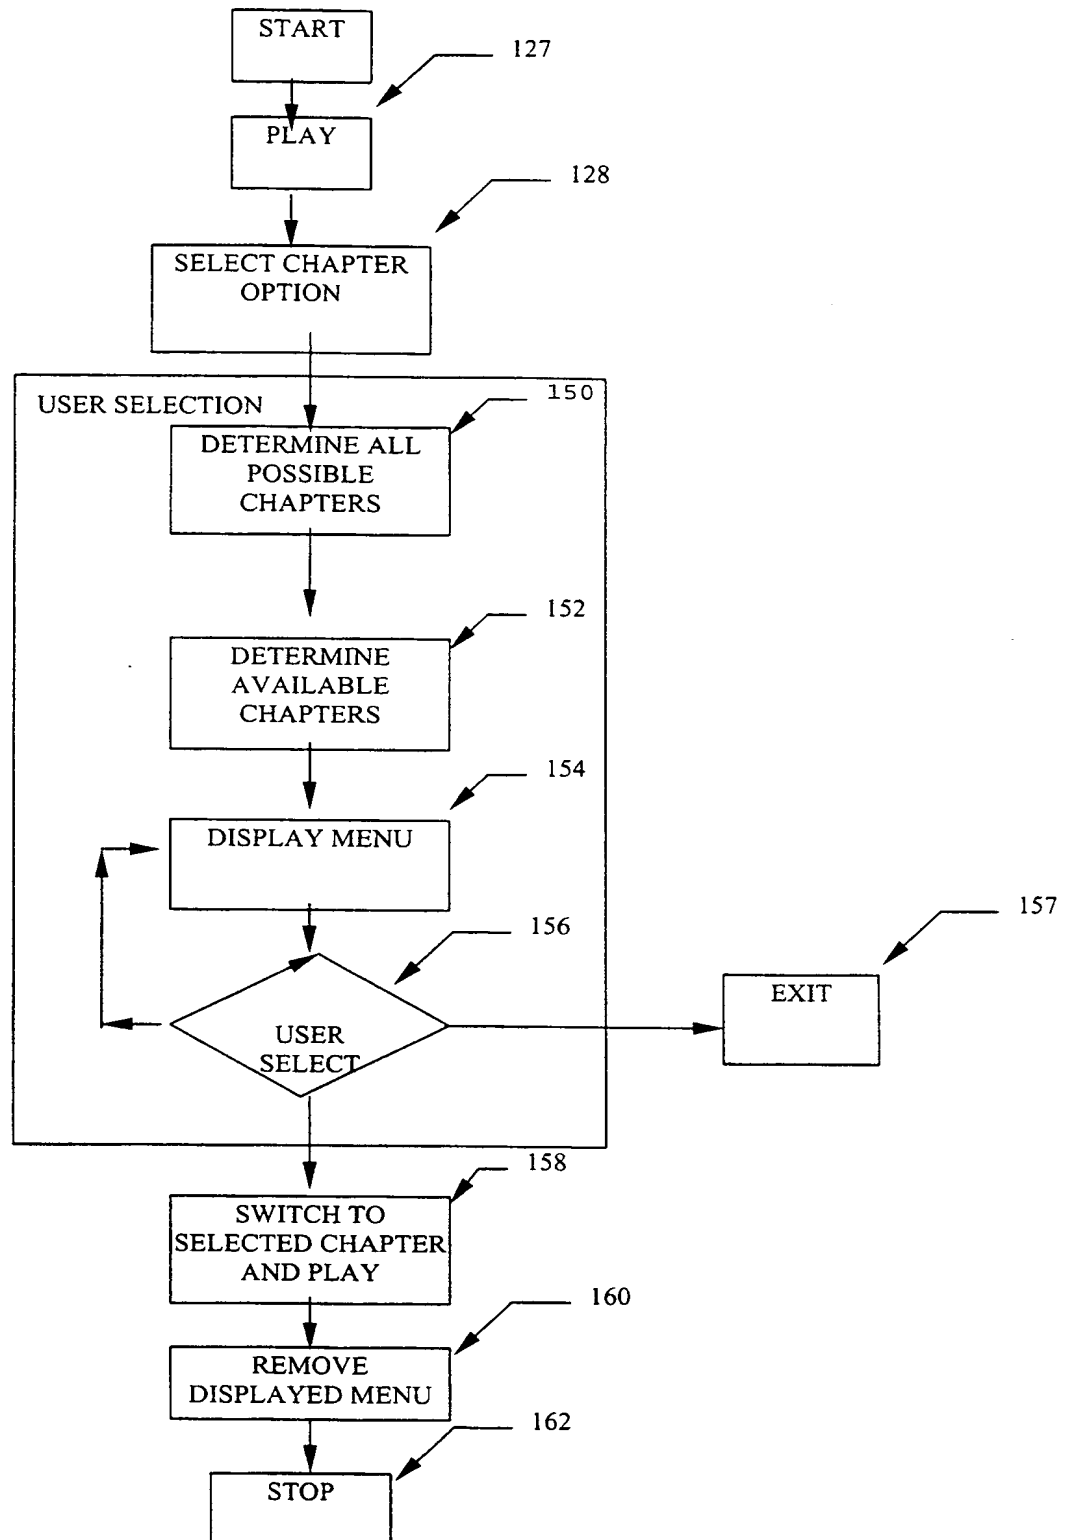 START
127
PLAY
128
SELECT CHAPTER
OPTION
150
USER SELECTION
DETERMINE ALL
POSSIBLE
CHAPTERS
152
DETERMINE
AVAILABLE
CHAPTERS
154
DISPLAY MENU
156
157
EXIT
USER
SELECT
158
SWITCH TO
SELECTED CHAPTER
AND PLAY
160
REMOVE
DISPLAYED MENU
162
STOP